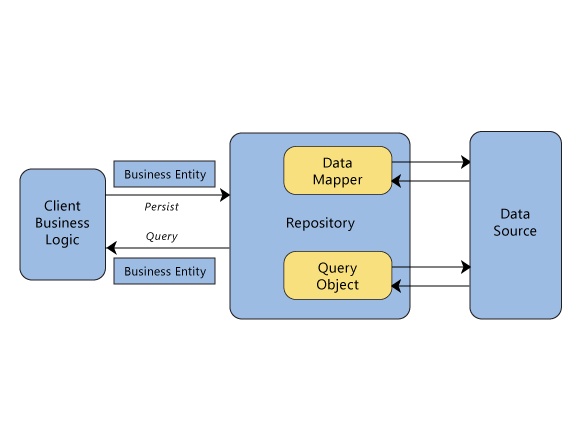 Client
Business
Logic
Business Entity
Persist
Query
Business Entity
Data
Mapper
Repository
Query
Object
Data
Source